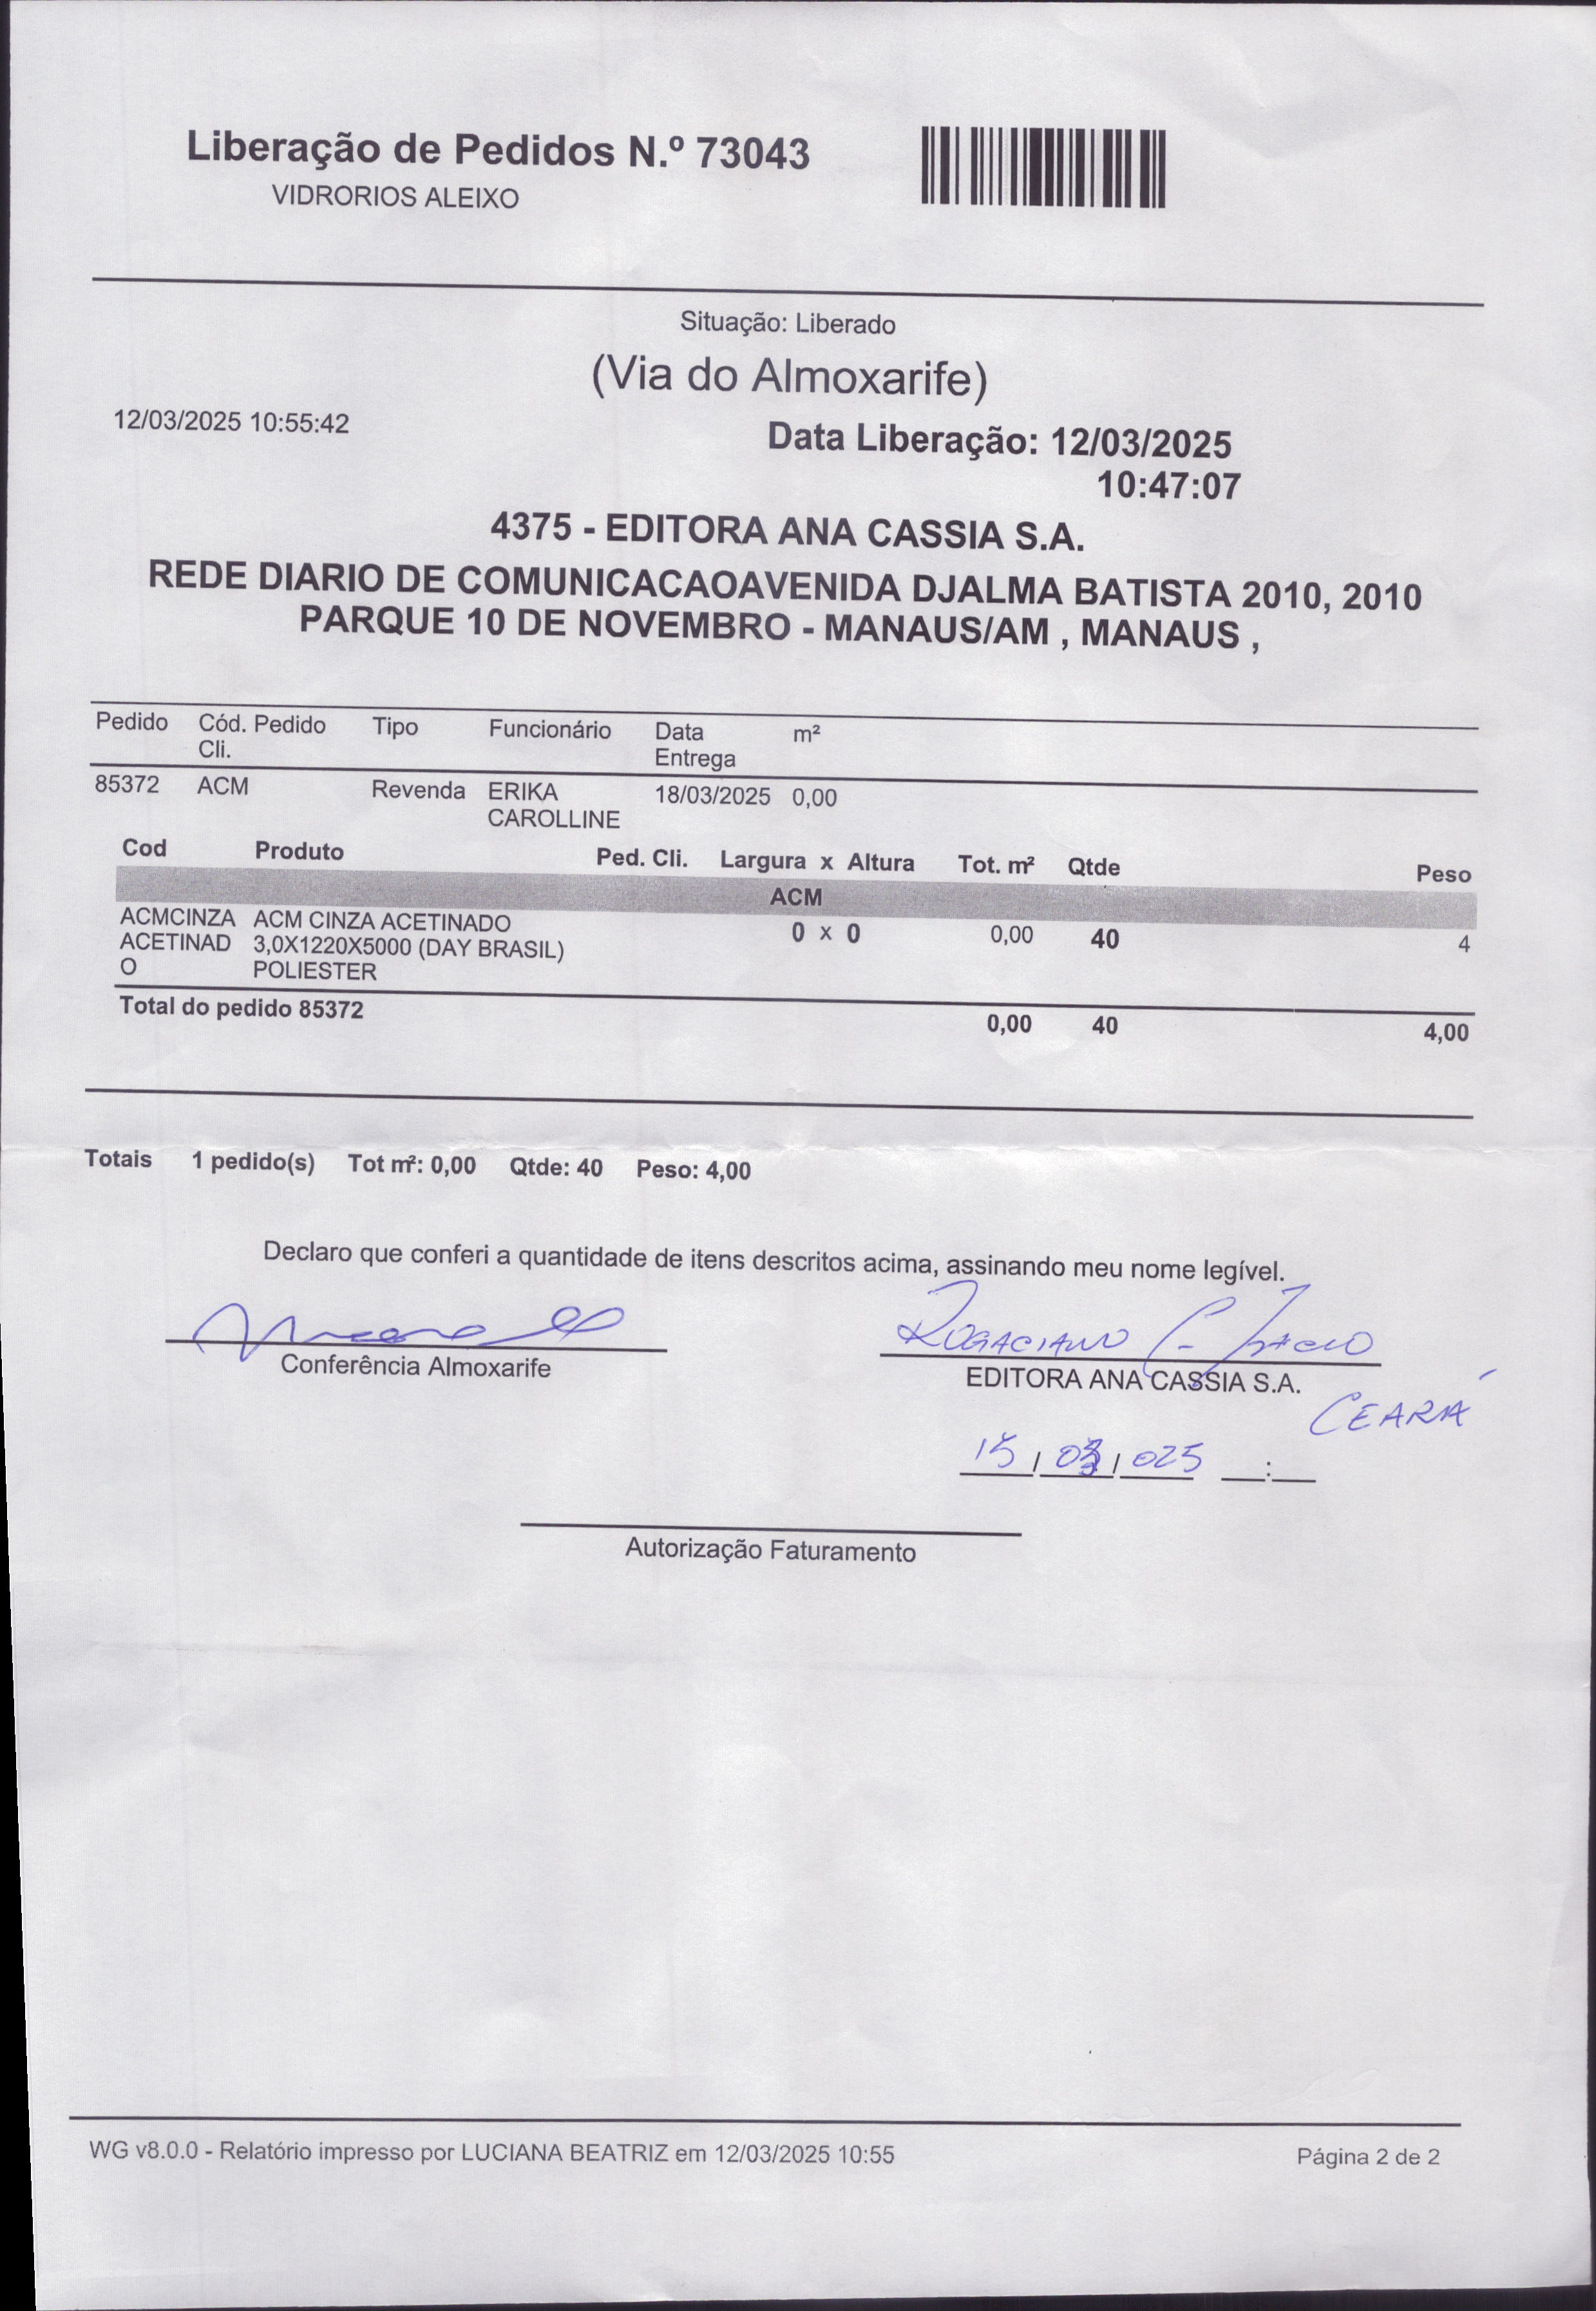 Liberação de Pedidos N.º 73043
VIDRORIOS ALEIXO
Situação: Liberado
(Via do Almoxarife)
12/03/2025 10:55:42
Data Liberação: 12/03/2025
10:47:07
4375 - EDITORA ANA CASSIA S.A.
REDE DIARIO DE COMUNICACAOAVENIDA DJALMA BATISTA 2010, 2010
PARQUE 10 DE NOVEMBRO - MANAUS/AM , MANAUS ,
Pedido Cód. Pedido Tipo Funcionário Data m²
Cli. Entrega
85372 ACM Revenda ERIKA 18/03/2025 0,00
CAROLLINE
Cod Produto Ped. Cli. Largura x Altura Tot. m² Qtde Peso
ACM
ACMCINZA ACM CINZA ACETINADO 0 x 0 0,00 40 4
ACETINAD 3,0X1220X5000 (DAY BRASIL)
O POLIESTER
Total do pedido 85372 0,00 40 4,00
Totais 1 pedido(s) Tot m²: 0,00 Qtde: 40 Peso: 4,00
Declaro que conferi a quantidade de itens descritos acima, assinando meu nome legível.
ROGACIANO
Conferência Almoxarife
EDITORA ANA CASSIA S.A.
CEARÁ
15 / 03 / 025 __:__
Autorização Faturamento
WG v8.0.0 - Relatório impresso por LUCIANA BEATRIZ em 12/03/2025 10:55
Página 2 de 2